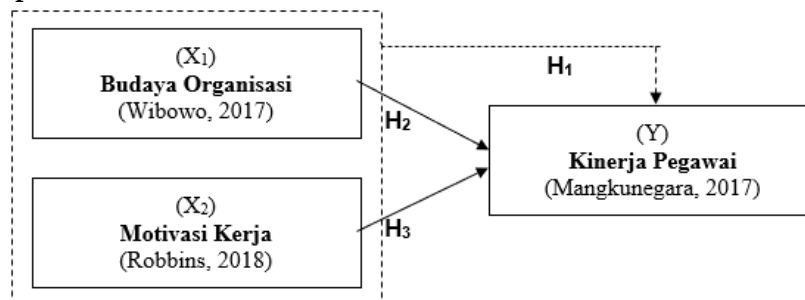 (X₁)
Budaya Organisasi
(Wibowo, 2017)
H₁
H₂
(Y)
Kinerja Pegawai
(Mangkunegara, 2017)
(X₂)
Motivasi Kerja
(Robbins, 2018)
H₃